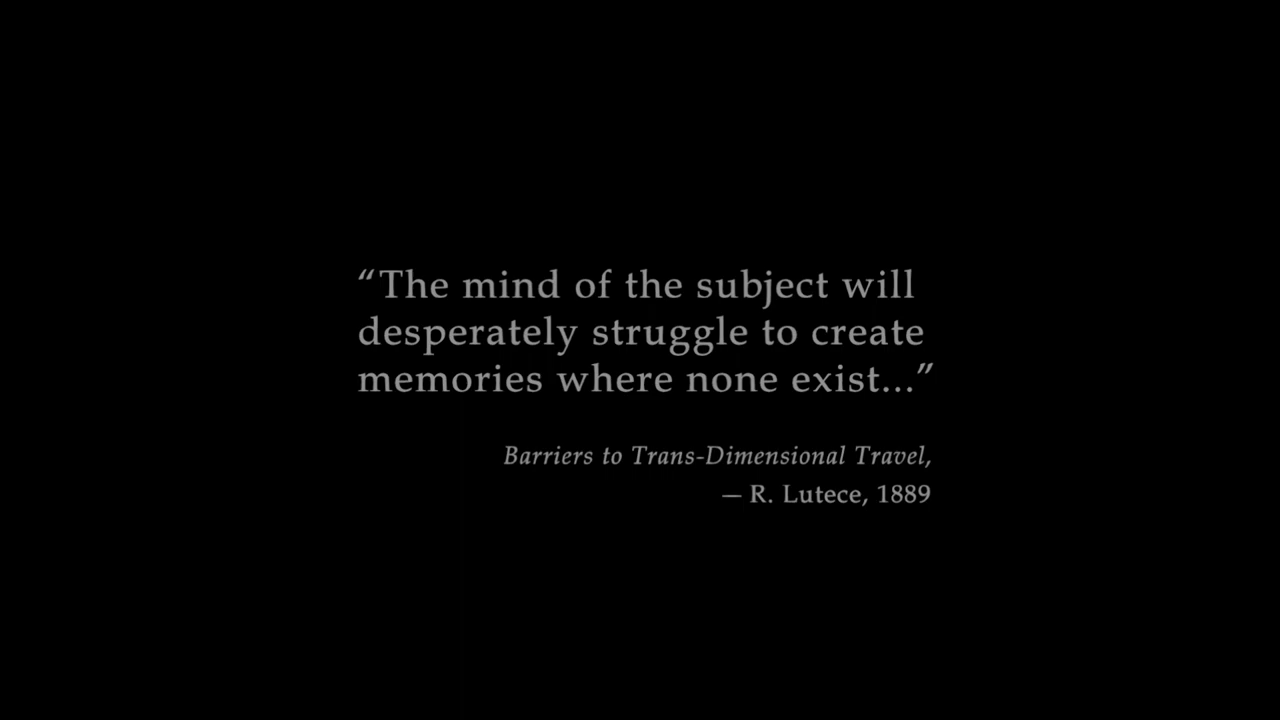 “The mind of the subject will
desperately struggle to create
memories where none exist...”
Barriers to Trans-Dimensional Travel,
— R. Lutece, 1889